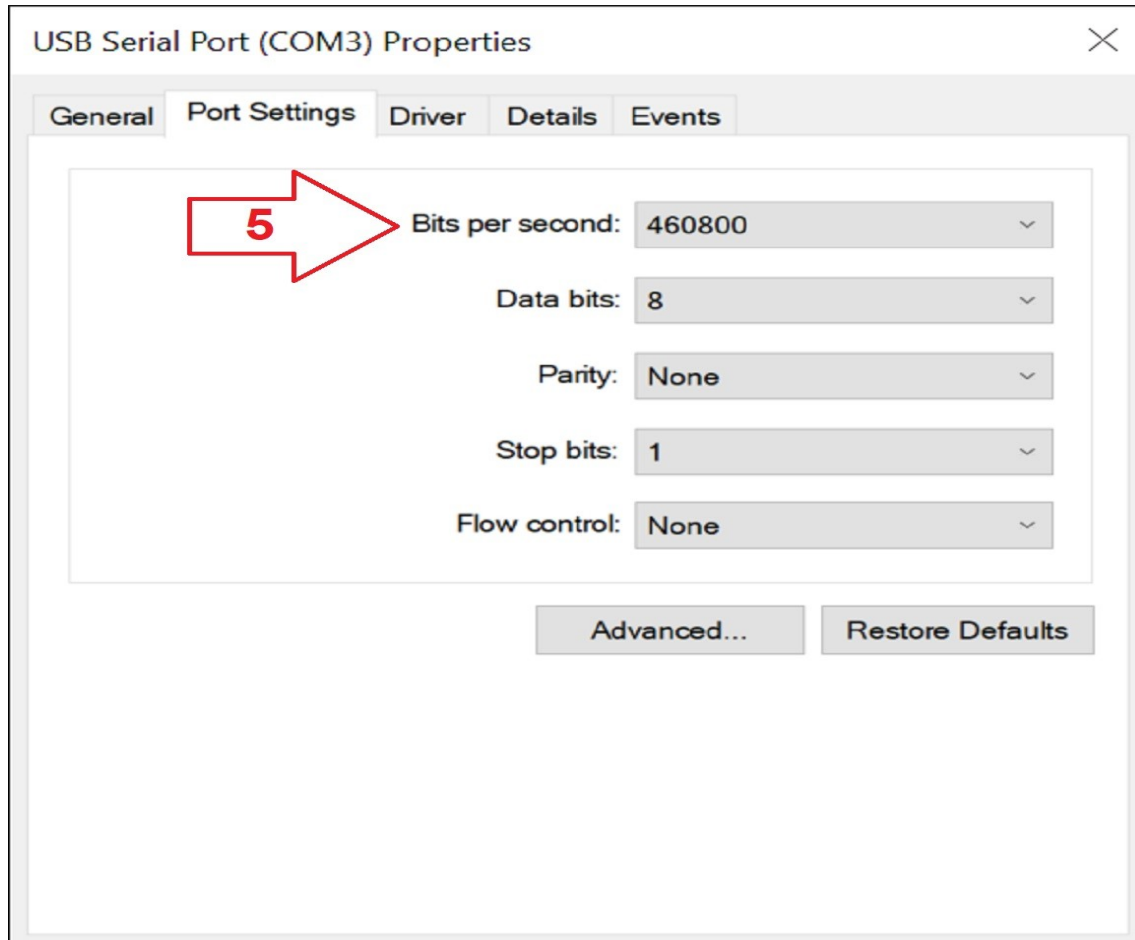 USB Serial Port (COM3) Properties
General Port Settings Driver Details Events
5 Bits per second: 460800
Data bits: 8
Parity: None
Stop bits: 1
Flow control: None
Advanced... Restore Defaults